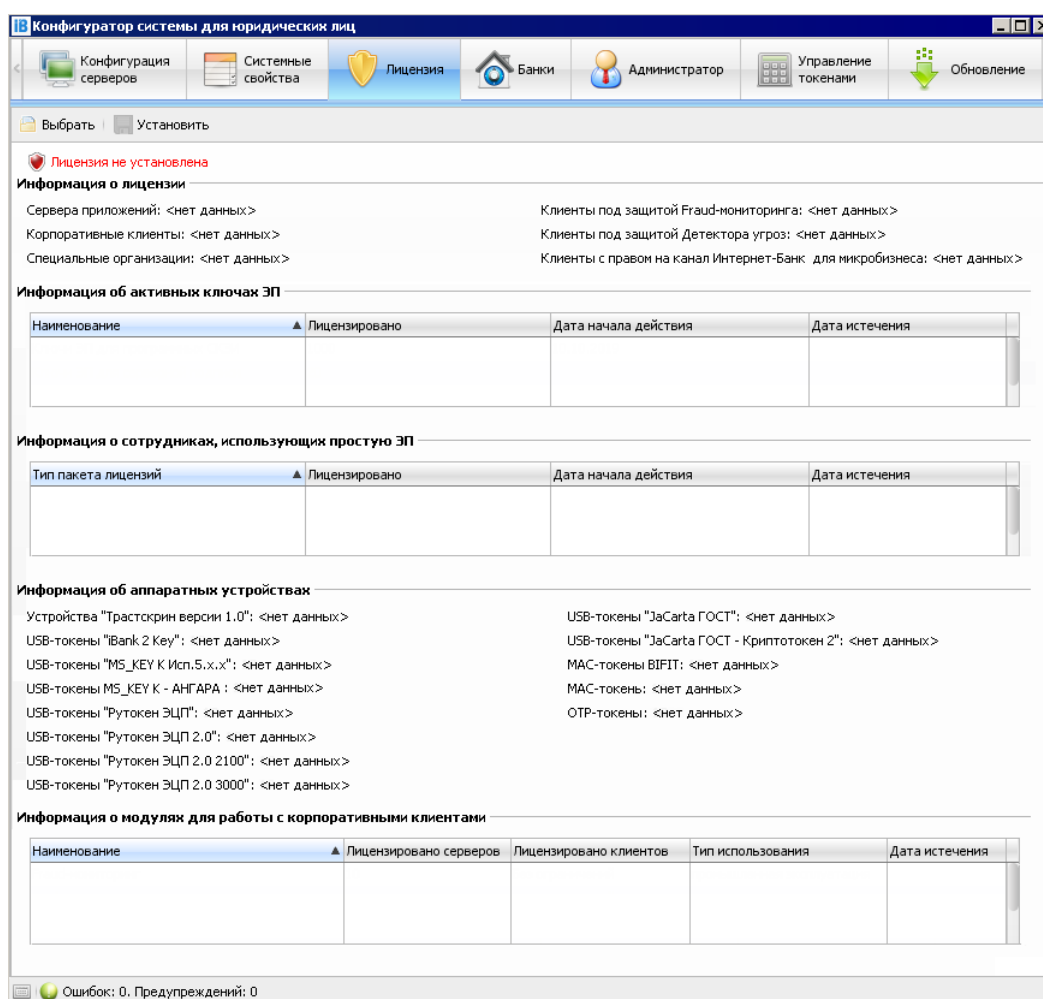 iB Конфигуратор системы для юридических лиц
Конфигурация серверов
Системные свойства
Лицензия
Банки
Администратор
Управление токенами
Обновление
Выбрать
Установить
Лицензия не установлена
Информация о лицензии
Сервера приложений: <нет данных>
Клиенты под защитой Fraud-мониторинга: <нет данных>
Корпоративные клиенты: <нет данных>
Клиенты под защитой Детектора угроз: <нет данных>
Специальные организации: <нет данных>
Клиенты с правом на канал Интернет-Банк для микробизнеса: <нет данных>
Информация об активных ключах ЭП
Наименование Лицензировано Дата начала действия Дата истечения
Информация о сотрудниках, использующих простую ЭП
Тип пакета лицензий Лицензировано Дата начала действия Дата истечения
Информация об аппаратных устройствах
Устройства "Трастскрин версии 1.0": <нет данных>
USB-токены "iBank 2 Key": <нет данных>
USB-токены "MS_KEY K Исп.5.x.x": <нет данных>
USB-токены MS_KEY K - АНГАРА : <нет данных>
USB-токены "Рутокен ЭЦП": <нет данных>
USB-токены "Рутокен ЭЦП 2.0": <нет данных>
USB-токены "Рутокен ЭЦП 2.0 2100": <нет данных>
USB-токены "Рутокен ЭЦП 2.0 3000": <нет данных>
USB-токены "JaCarta ГОСТ": <нет данных>
USB-токены "JaCarta ГОСТ - Криптотокен 2": <нет данных>
MAC-токены BIFIT: <нет данных>
MAC-токены: <нет данных>
OTP-токены: <нет данных>
Информация о модулях для работы с корпоративными клиентами
Наименование Лицензировано серверов Лицензировано клиентов Тип использования Дата истечения
Ошибок: 0. Предупреждений: 0